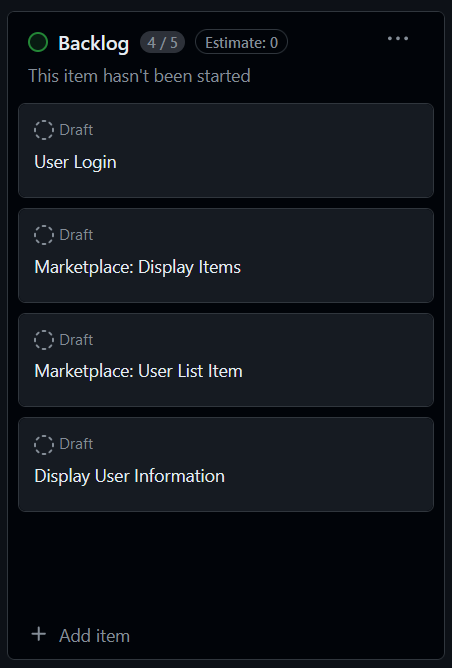 Backlog 4 / 5 Estimate: 0
This item hasn't been started
Draft
User Login
Draft
Marketplace: Display Items
Draft
Marketplace: User List Item
Draft
Display User Information
Add item